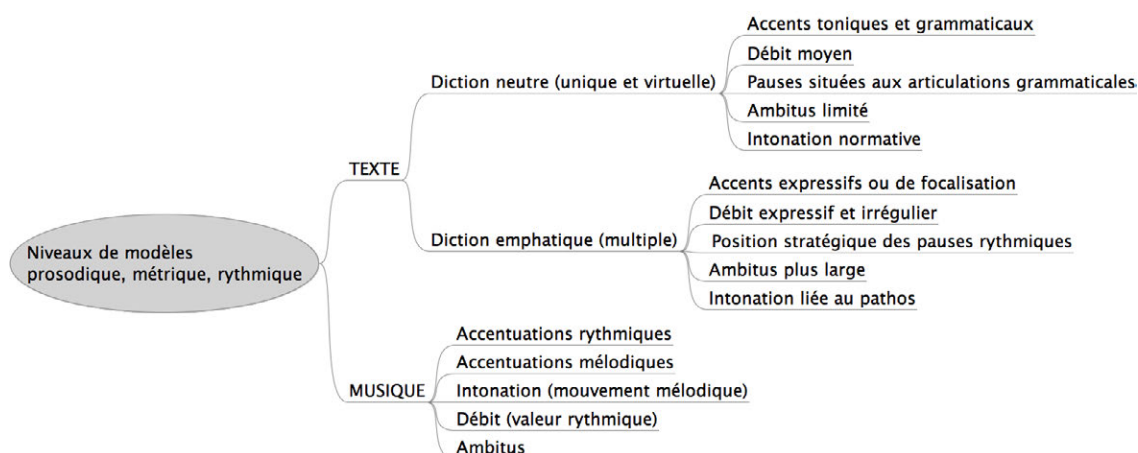 Niveaux de modèles
prosodique, métrique, rythmique
TEXTE
Diction neutre (unique et virtuelle)
Accents toniques et grammaticaux
Débit moyen
Pauses situées aux articulations grammaticales
Ambitus limité
Intonation normative
Diction emphatique (multiple)
Accents expressifs ou de focalisation
Débit expressif et irrégulier
Position stratégique des pauses rythmiques
Ambitus plus large
Intonation liée au pathos
MUSIQUE
Accentuations rythmiques
Accentuations mélodiques
Intonation (mouvement mélodique)
Débit (valeur rythmique)
Ambitus